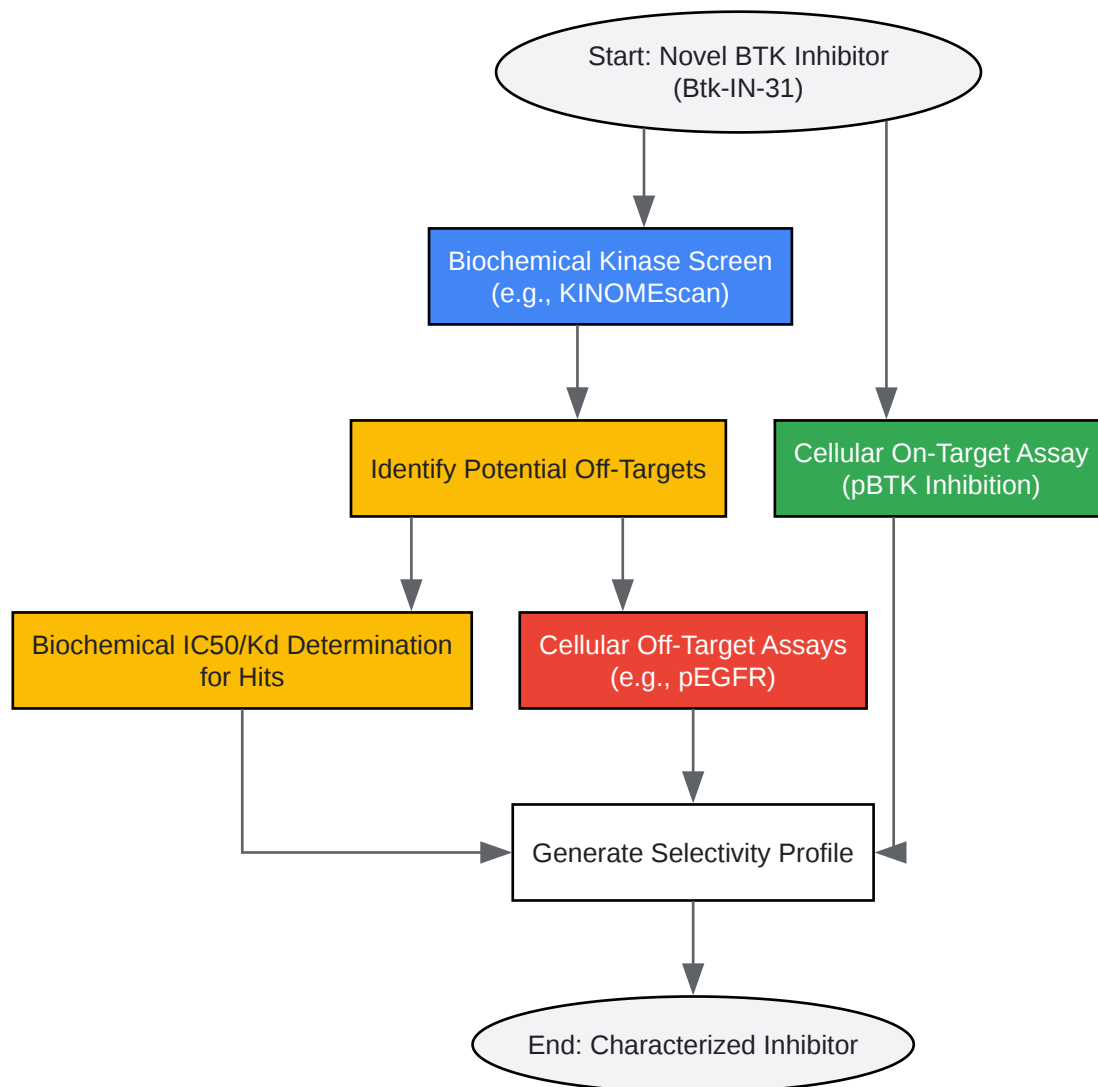 Start: Novel BTK Inhibitor
(Btk-IN-31)
Biochemical Kinase Screen
(e.g., KINOMEscan)
Identify Potential Off-Targets
Cellular On-Target Assay
(pBTK Inhibition)
Biochemical IC50/Kd Determination
for Hits
Cellular Off-Target Assays
(e.g., pEGFR)
Generate Selectivity Profile
End: Characterized Inhibitor